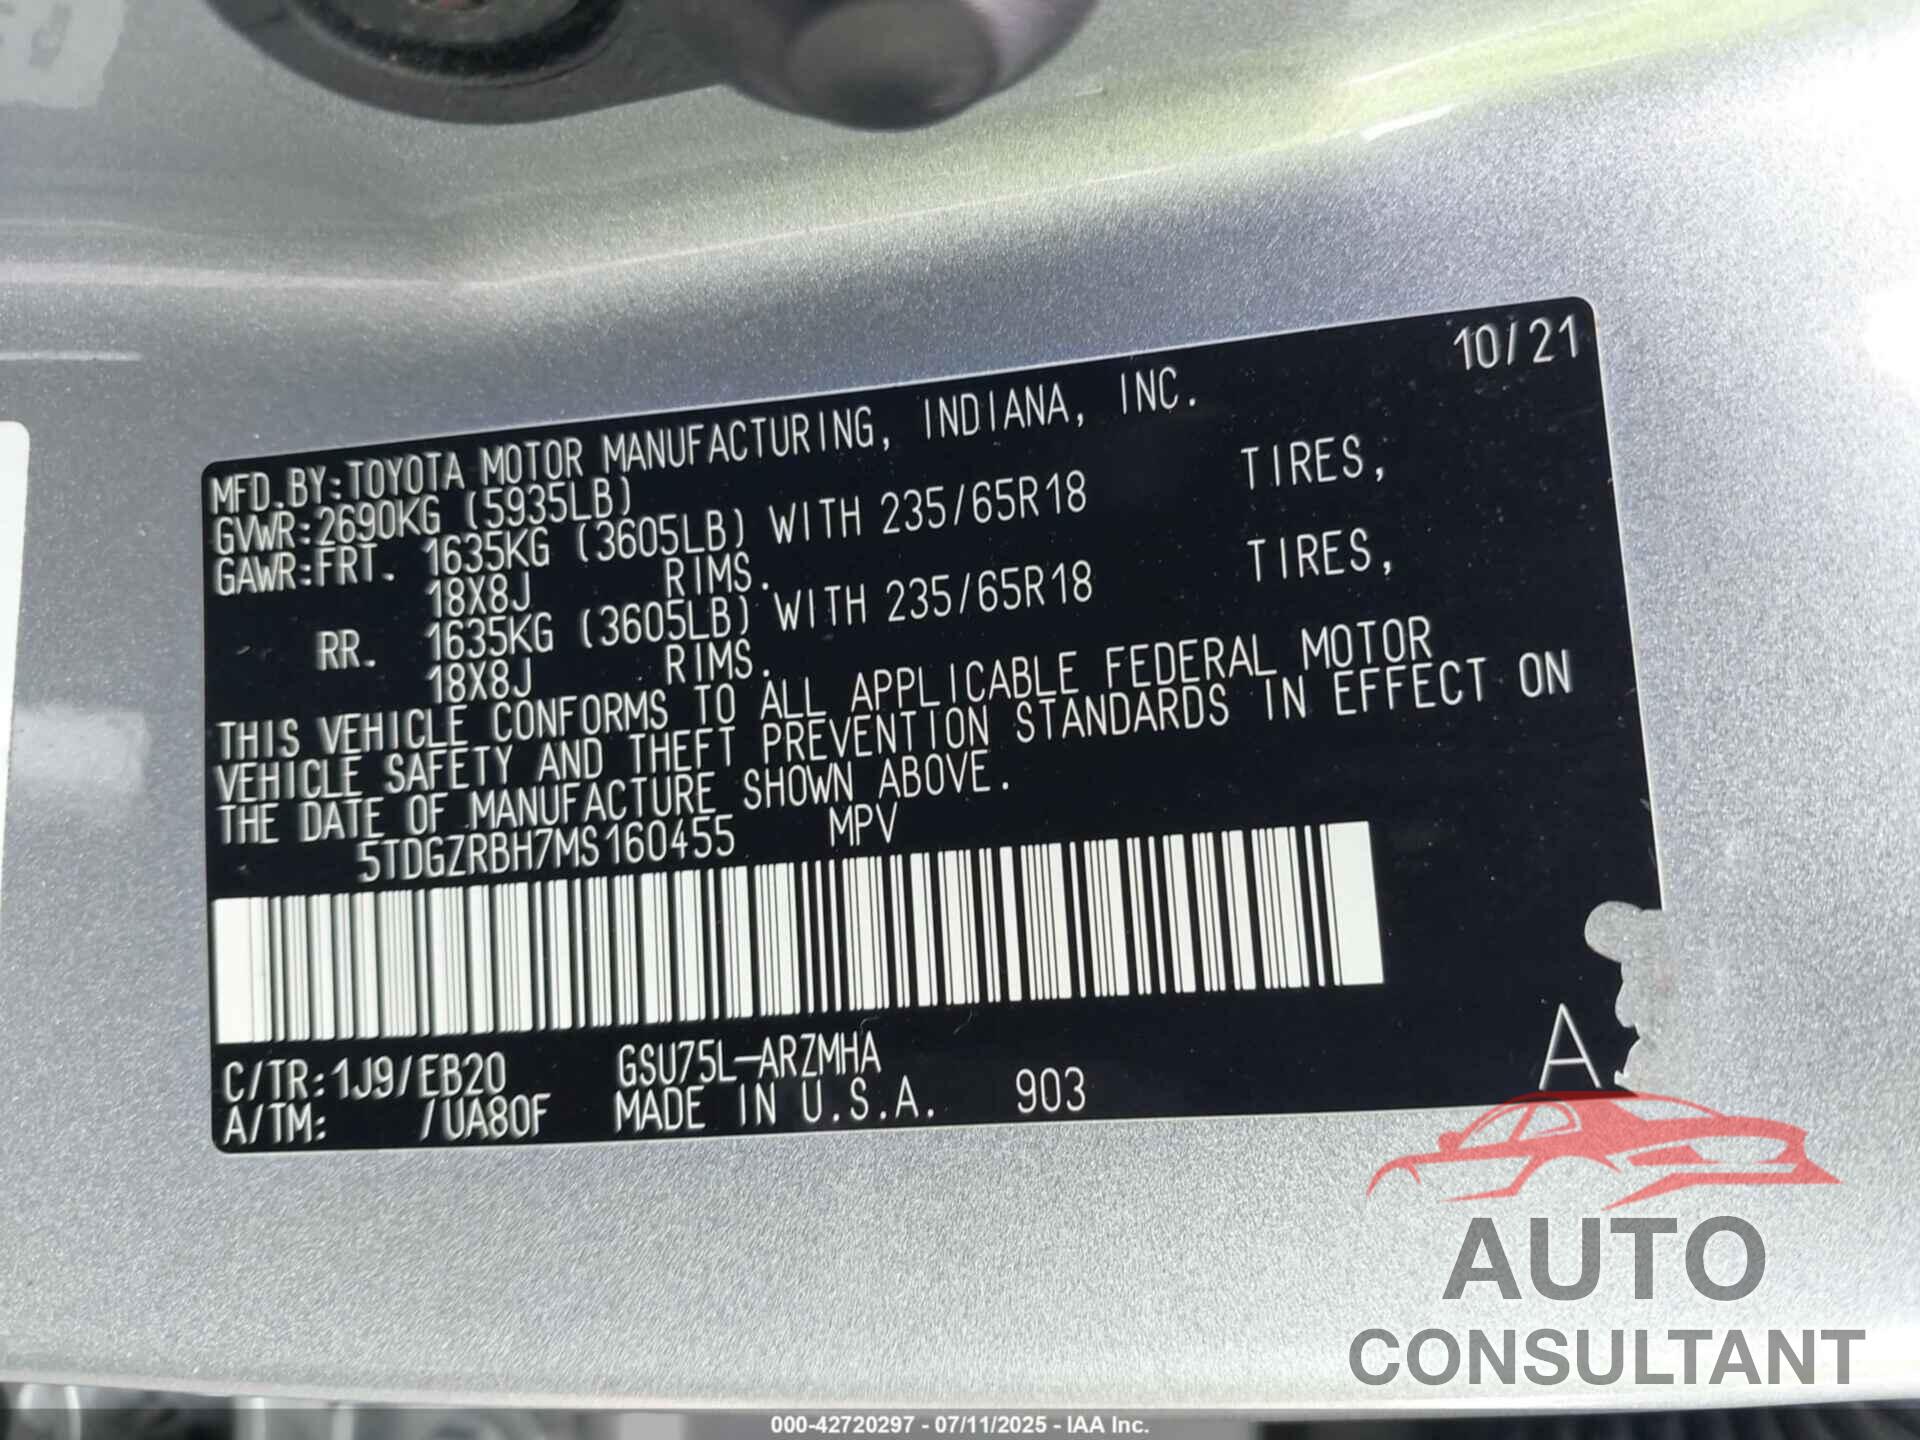 10/21
MFD.BY:TOYOTA MOTOR MANUFACTURING, INDIANA, INC.
GVWR:2690KG (5935LB)
GAWR:FRT. 1635KG (3605LB) WITH 235/65R18 TIRES,
18X8J RIMS.
RR. 1635KG (3605LB) WITH 235/65R18 TIRES,
18X8J RIMS.
THIS VEHICLE CONFORMS TO ALL APPLICABLE FEDERAL MOTOR
VEHICLE SAFETY AND THEFT PREVENTION STANDARDS IN EFFECT ON
THE DATE OF MANUFACTURE SHOWN ABOVE.
5TDGZRBH7MS160455 MPV
C/TR:1J9/EB20 GSU75L-ARZMHA
A/TM: /UA80F MADE IN U.S.A. 903
A
AUTO
CONSULTANT
000-42720297 - 07/11/2025 - IAA Inc.